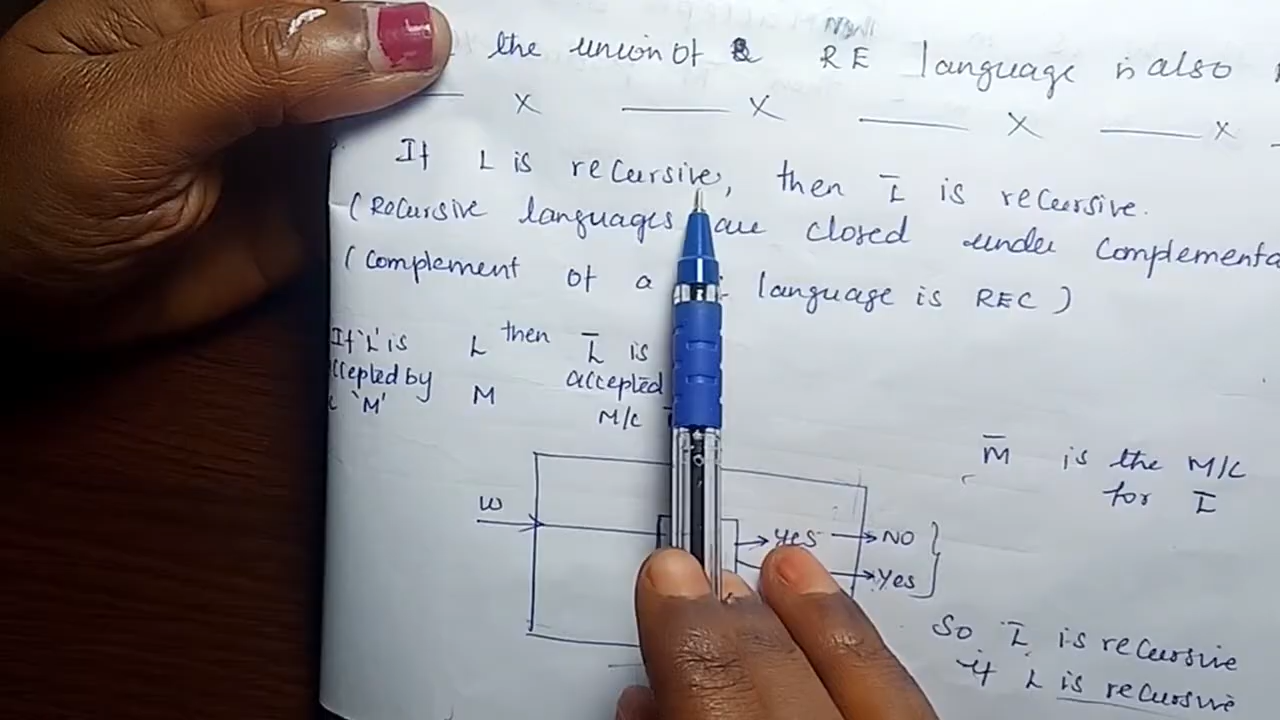 the union of RE language is also
x x x x
If L is recursive, then L̅ is recursive.
(Recursive languages are closed under Complementa
(Complement of a language is REC)
If 'L' is L then L̅ is
ccepted by M accepted
'M' M/C
M̅ is the M/C
for L̅
w
yes NO
Yes
So L̅ is recursive
if L is recursive